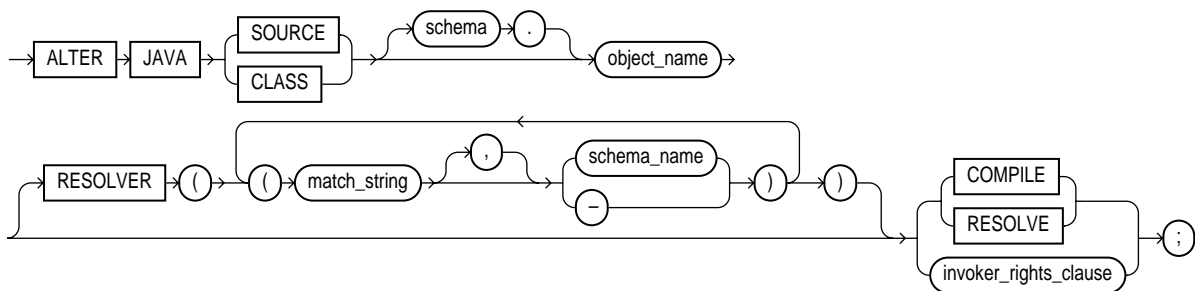 ALTER JAVA SOURCE CLASS schema . object_name
RESOLVER ( ( match_string , schema_name – ) ) COMPILE RESOLVE invoker_rights_clause ;